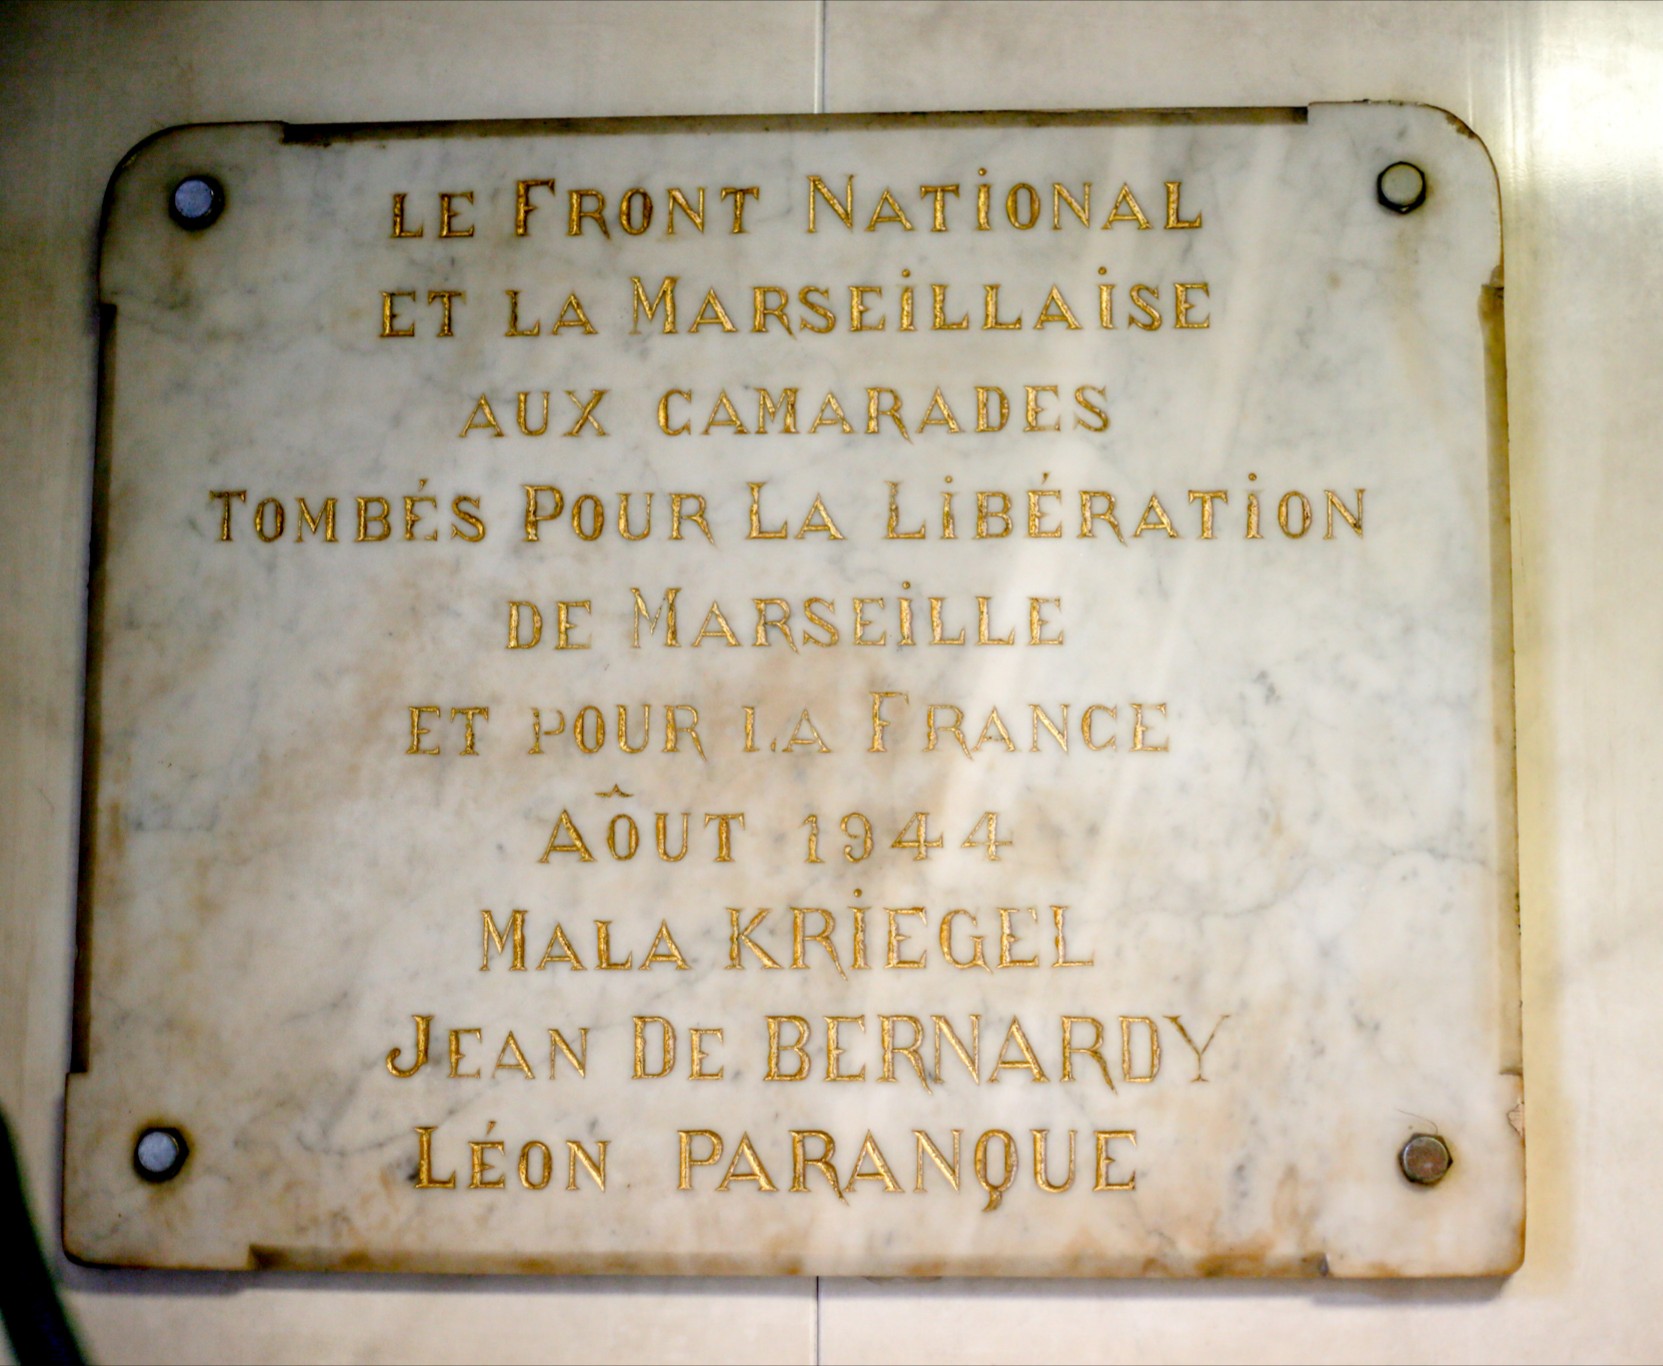 LE FRONT NATIONAL
ET LA MARSEILLAISE
AUX CAMARADES
TOMBÉS POUR LA LIBÉRATION
DE MARSEILLE
ET POUR LA FRANCE
AÔUT 1944
MALA KRIEGEL
JEAN DE BERNARDY
LÉON PARANQUE